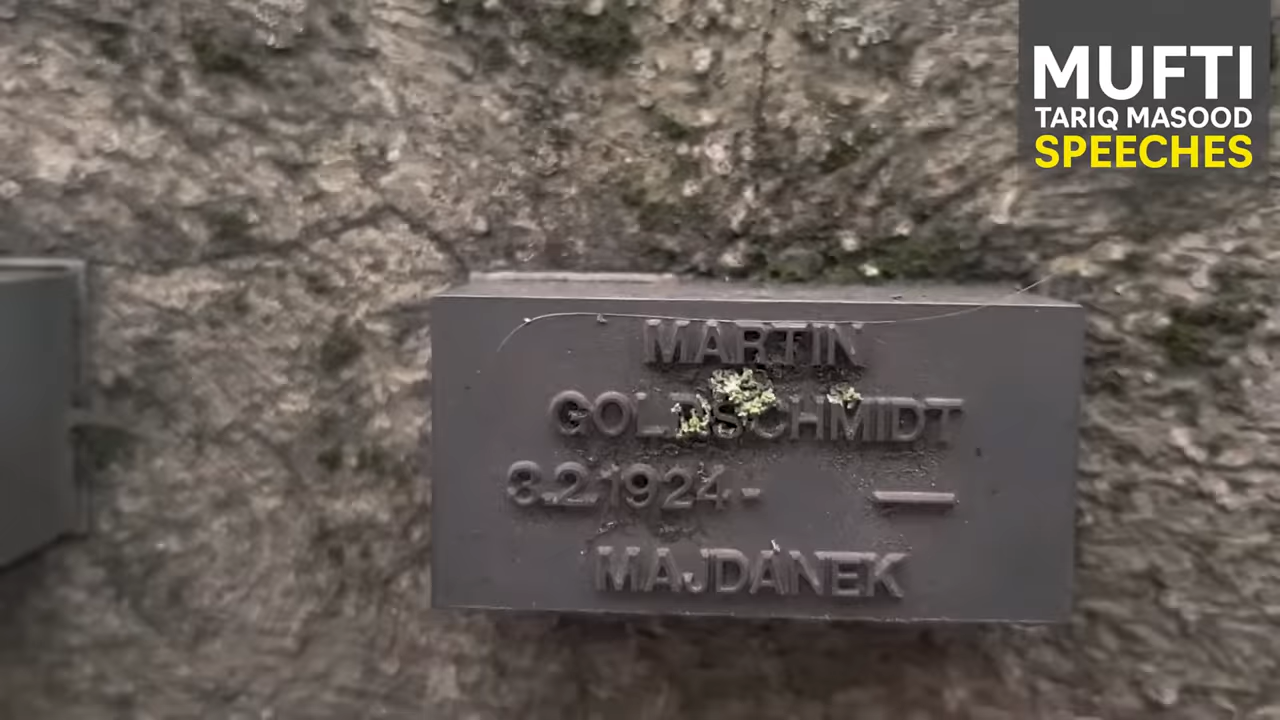 MUFTI
TARIQ MASOOD
SPEECHES
MARTIN
GOLDSCHMIDT
3.2.1924 - —
MAJDANEK